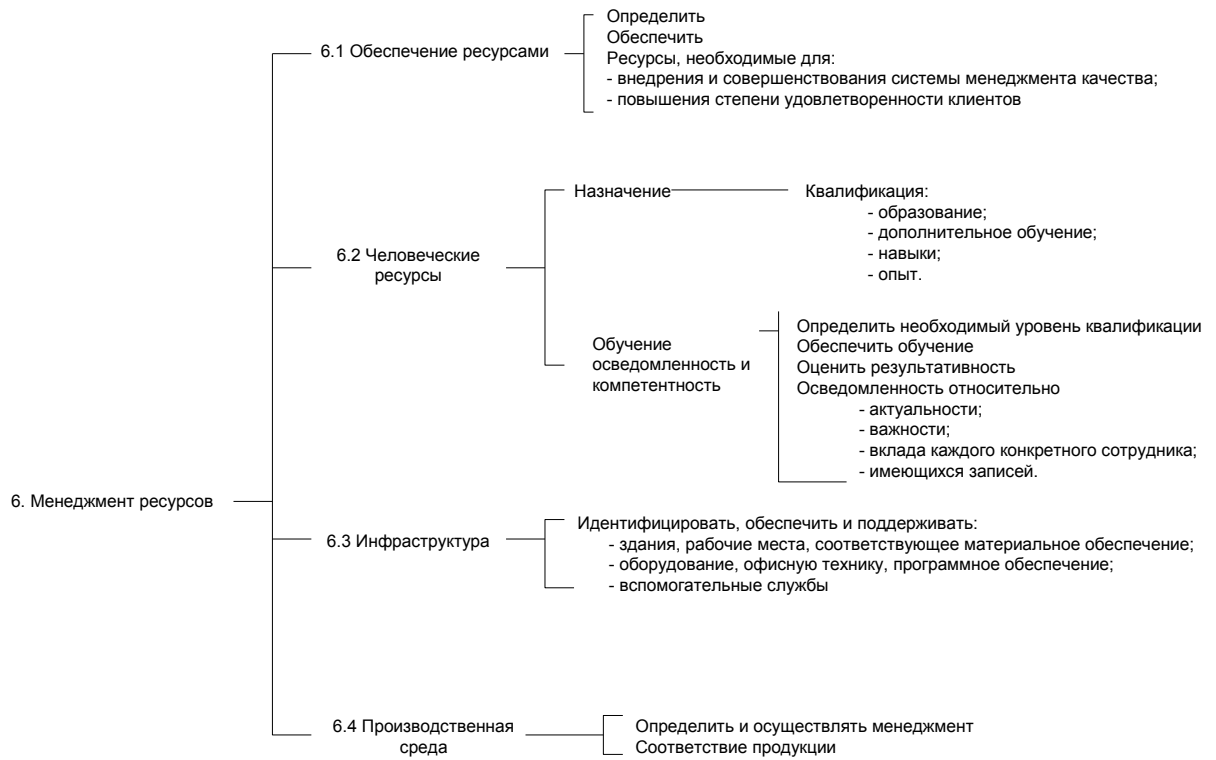 6. Менеджмент ресурсов
6.1 Обеспечение ресурсами
Определить
Обеспечить
Ресурсы, необходимые для:
- внедрения и совершенствования системы менеджмента качества;
- повышения степени удовлетворенности клиентов
6.2 Человеческие
ресурсы
Назначение
Квалификация:
- образование;
- дополнительное обучение;
- навыки;
- опыт.
Обучение
осведомленность и
компетентность
Определить необходимый уровень квалификации
Обеспечить обучение
Оценить результативность
Осведомленность относительно
- актуальности;
- важности;
- вклада каждого конкретного сотрудника;
- имеющихся записей.
6.3 Инфраструктура
Идентифицировать, обеспечить и поддерживать:
- здания, рабочие места, соответствующее материальное обеспечение;
- оборудование, офисную технику, программное обеспечение;
- вспомогательные службы
6.4 Производственная
среда
Определить и осуществлять менеджмент
Соответствие продукции